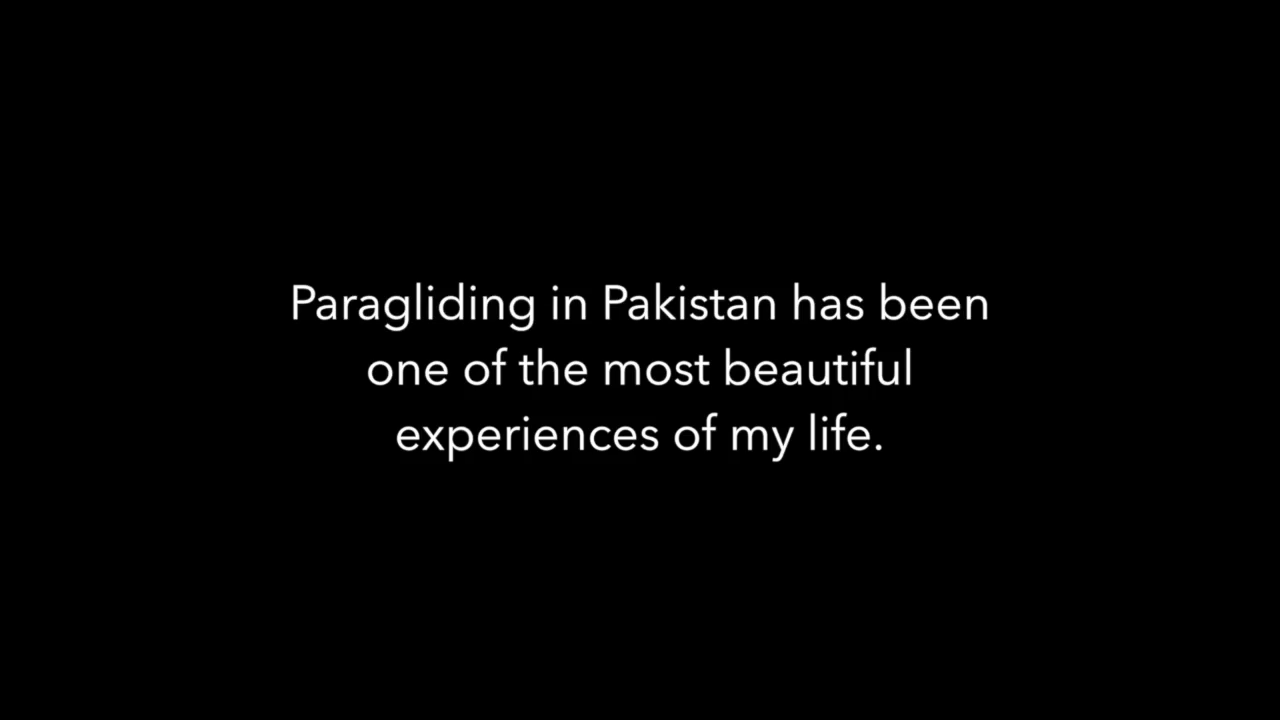 Paragliding in Pakistan has been
one of the most beautiful
experiences of my life.